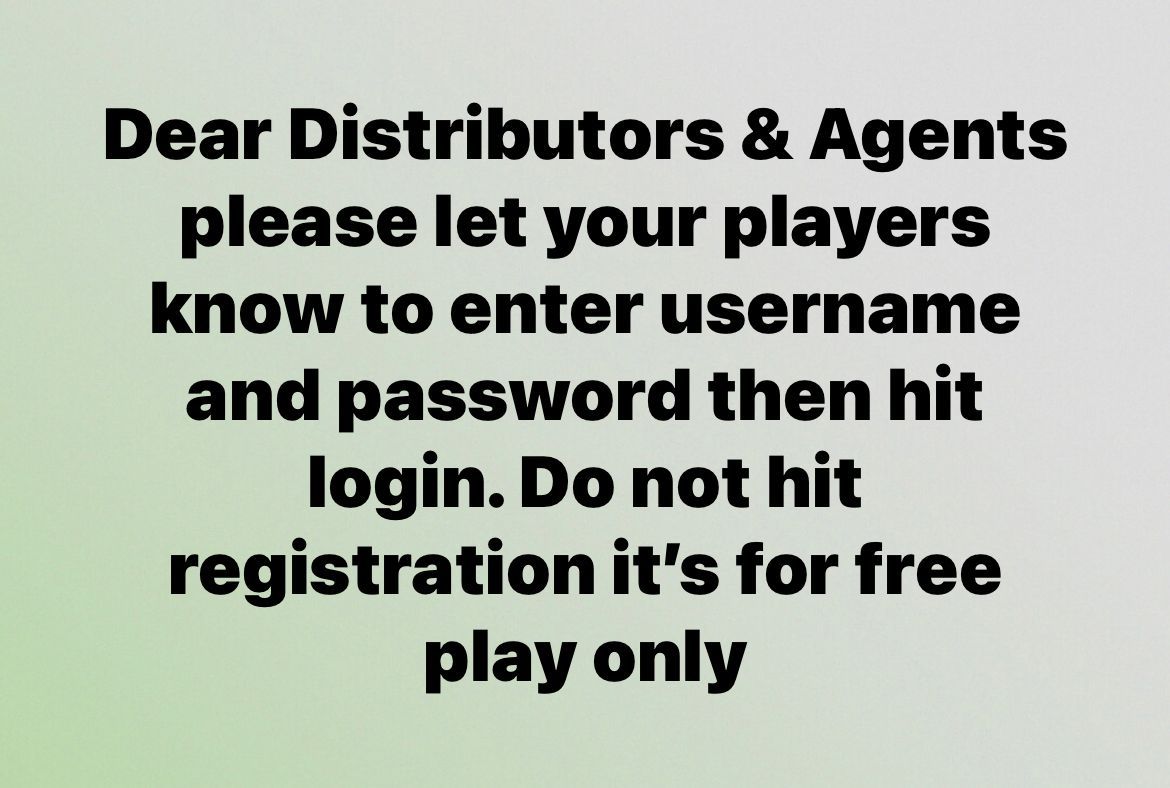 Dear Distributors & Agents
please let your players
know to enter username
and password then hit
login. Do not hit
registration it’s for free
play only